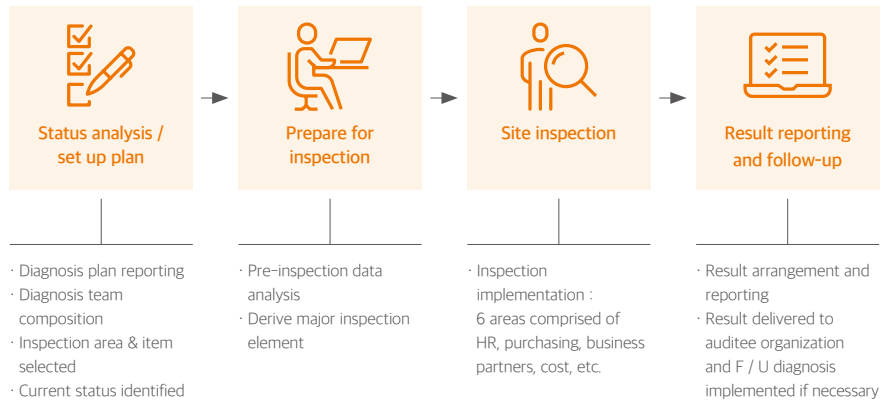 Status analysis /
set up plan
Prepare for
inspection
Site inspection
Result reporting
and follow-up
· Diagnosis plan reporting
· Diagnosis team
composition
· Inspection area & item
selected
· Current status identified
· Pre-inspection data
analysis
· Derive major inspection
element
· Inspection
implementation :
6 areas comprised of
HR, purchasing, business
partners, cost, etc.
· Result arrangement and
reporting
· Result delivered to
auditee organization
and F / U diagnosis
implemented if necessary